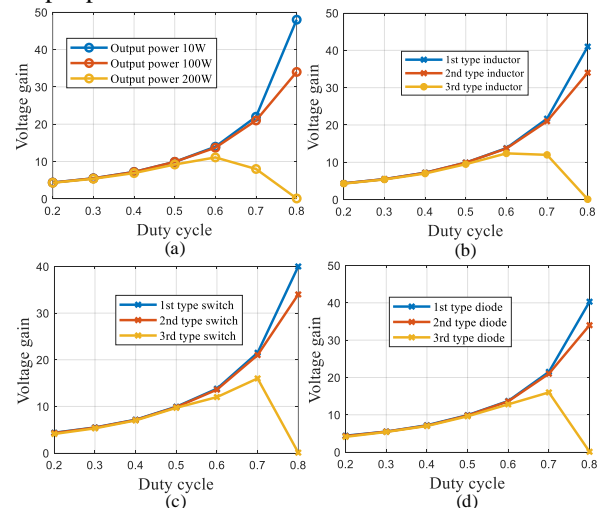 50
40
30
20
10
0
Voltage gain
Output power 10W
Output power 100W
Output power 200W
0.2 0.3 0.4 0.5 0.6 0.7 0.8
Duty cycle
(a)
50
40
30
20
10
0
Voltage gain
1st type inductor
2nd type inductor
3rd type inductor
0.2 0.3 0.4 0.5 0.6 0.7 0.8
Duty cycle
(b)
40
30
20
10
0
Voltage gain
1st type switch
2nd type switch
3rd type switch
0.2 0.3 0.4 0.5 0.6 0.7 0.8
Duty cycle
(c)
50
40
30
20
10
0
Voltage gain
1st type diode
2nd type diode
3rd type diode
0.2 0.3 0.4 0.5 0.6 0.7 0.8
Duty cycle
(d)